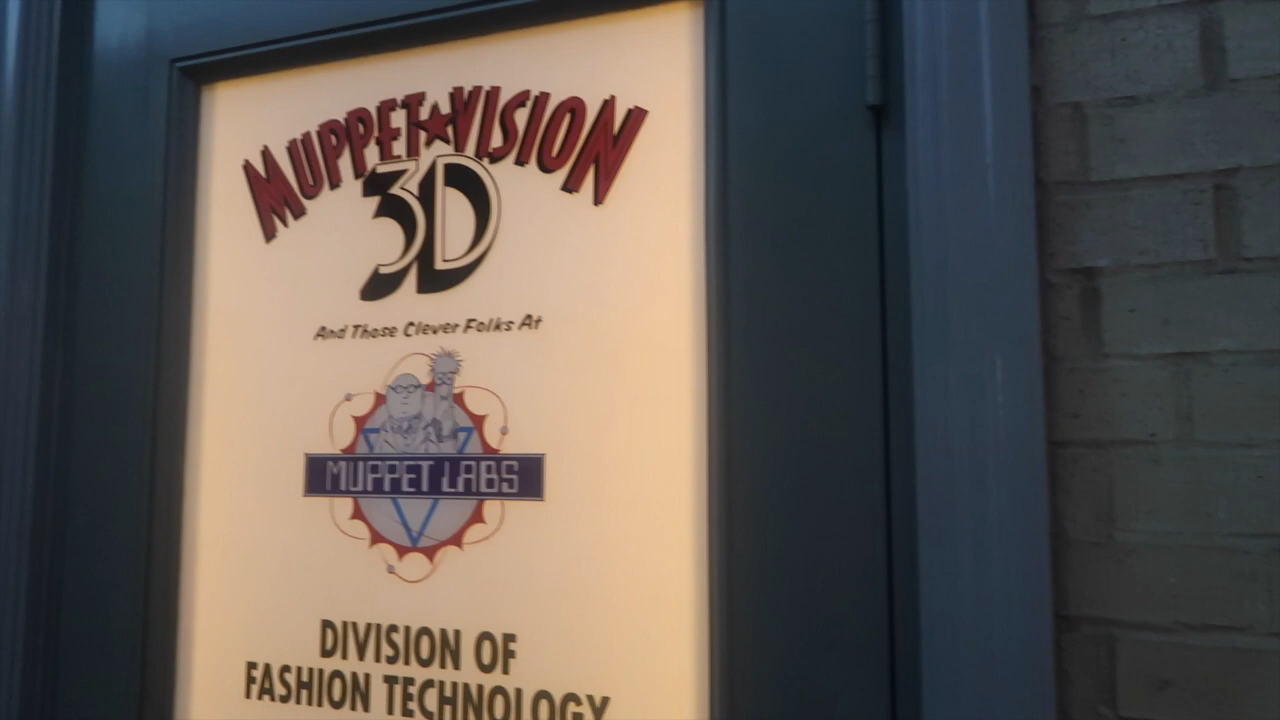 MUPPET★VISION
3D
And Those Clever Folks At
MUPPET LABS
DIVISION OF
FASHION TECHNOLOGY